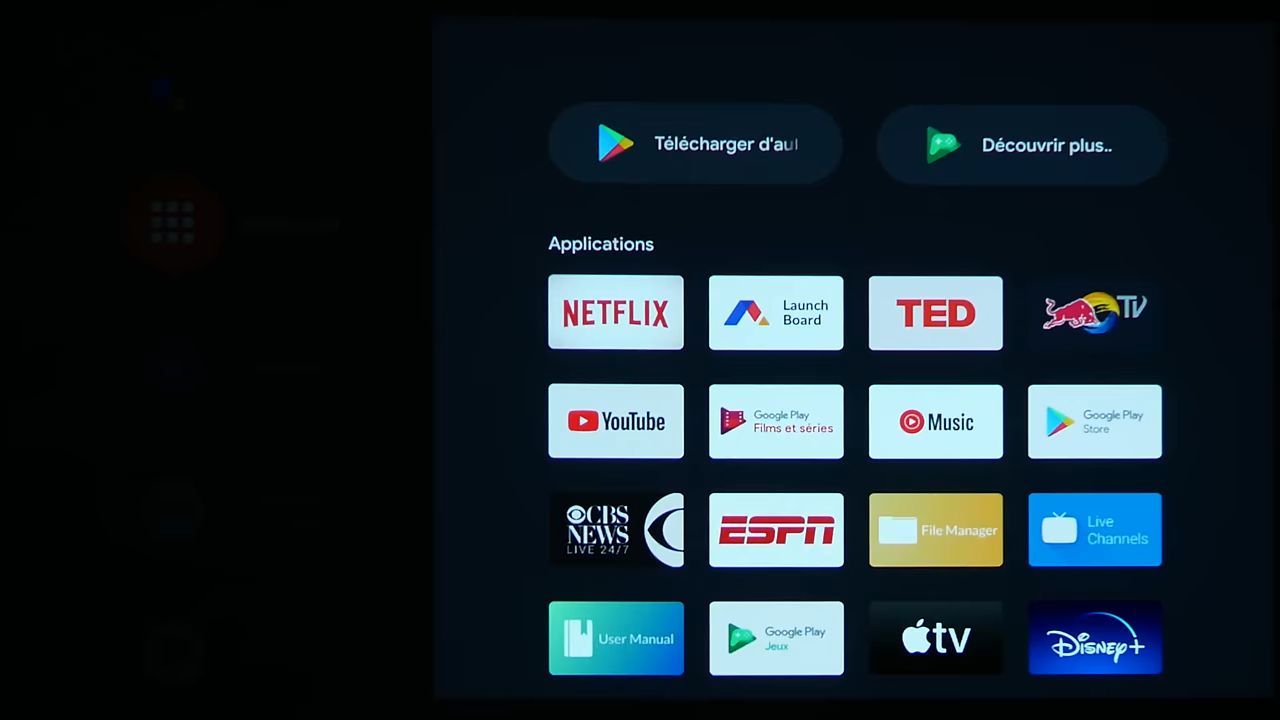 Télécharger d'au
Découvrir plus..
Applications
NETFLIX
Launch
Board
TED
TV
YouTube
Google Play
Films et séries
Music
Google Play
Store
CBS
NEWS
LIVE 24/7
ESPN
File Manager
Live
Channels
User Manual
Google Play
Jeux
tv
Disney+